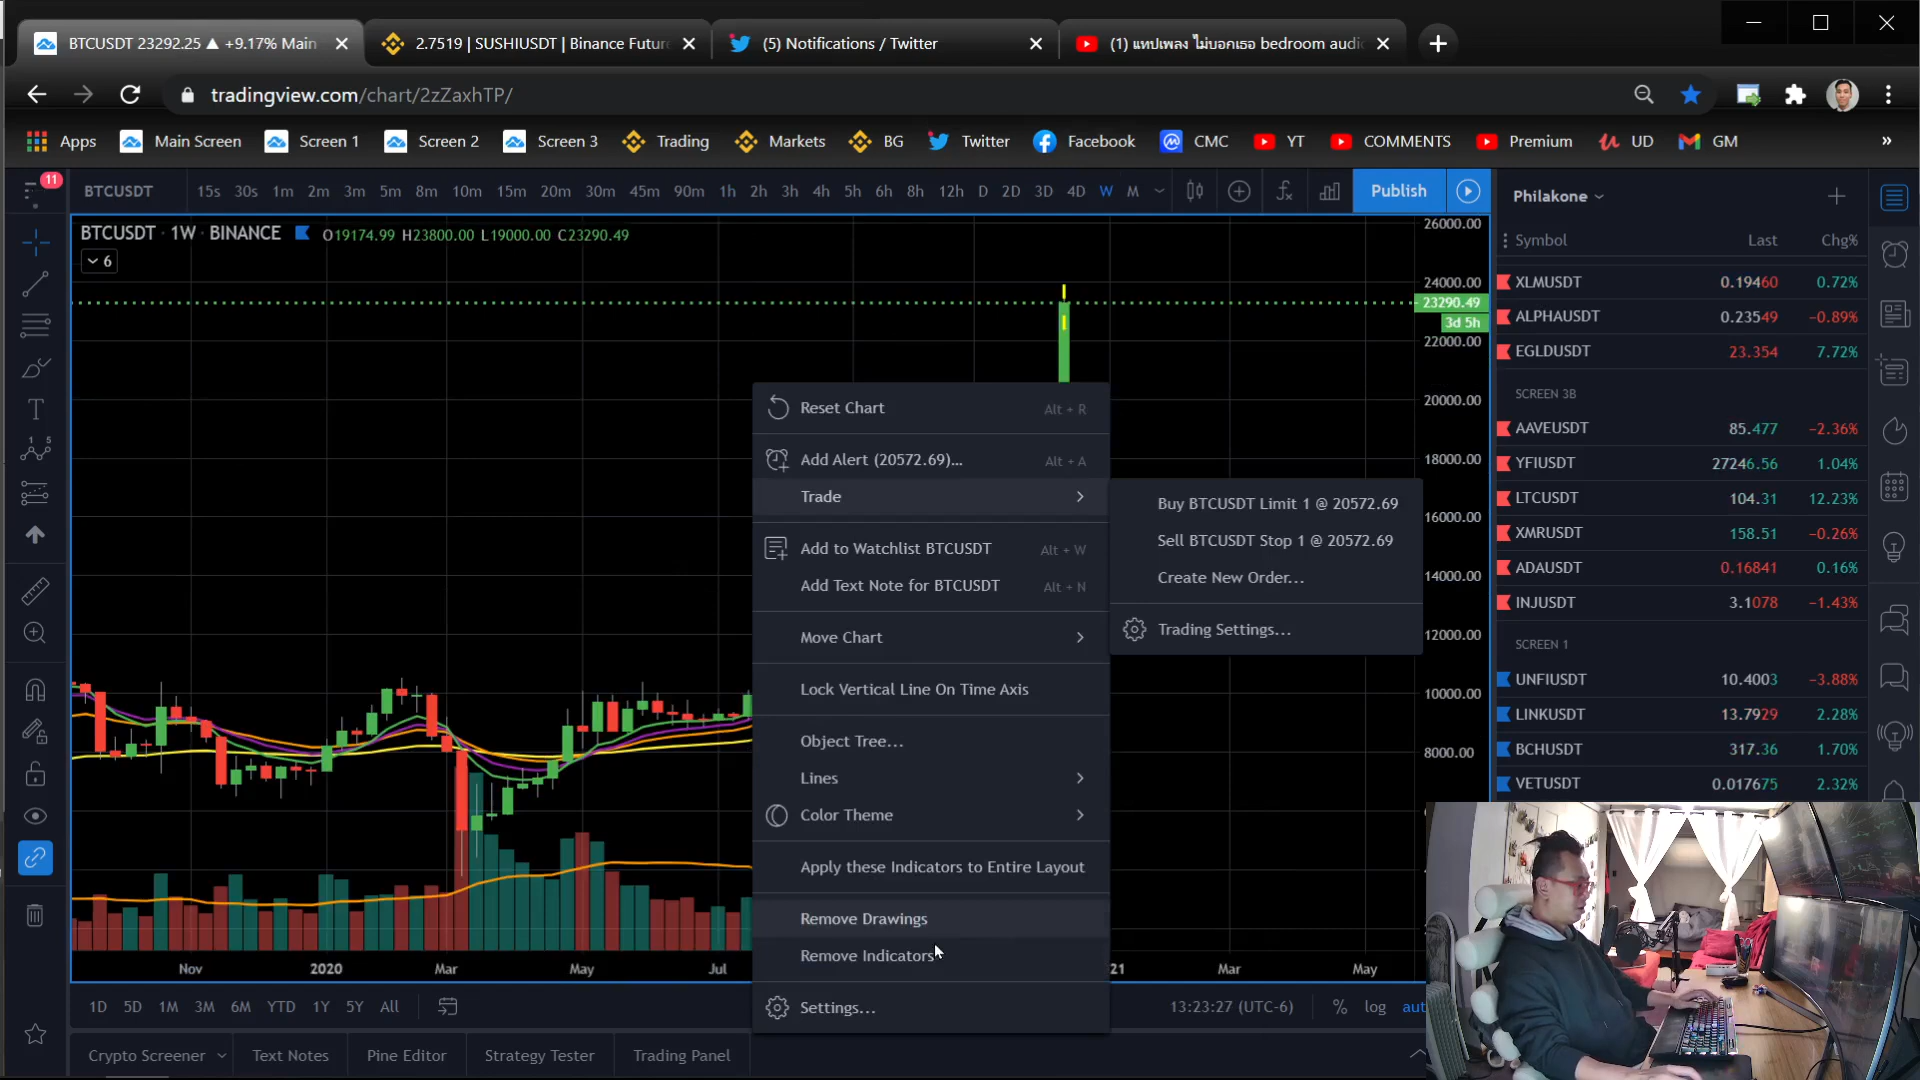 BTCUSDT 23292.25 ▲ +9.17% Main
2.7519 | SUSHIUSDT | Binance Futur
(5) Notifications / Twitter
(1) แทปเพลง ไม่บอกเธอ bedroom audi
tradingview.com/chart/2zZaxhTP/
Apps Main Screen Screen 1 Screen 2 Screen 3 Trading Markets BG Twitter Facebook CMC YT COMMENTS Premium UD GM »
11
BTCUSDT 15s 30s 1m 2m 3m 5m 8m 10m 15m 20m 30m 45m 90m 1h 2h 3h 4h 5h 6h 8h 12h D 2D 3D 4D W M Publish
BTCUSDT · 1W · BINANCE O19174.99 H23800.00 L19000.00 C23290.49
6
26000.00
24000.00
23290.49
3d 5h
22000.00
20000.00
18000.00
16000.00
14000.00
12000.00
10000.00
8000.00
Reset Chart Alt + R
Add Alert (20572.69)... Alt + A
Trade
Add to Watchlist BTCUSDT Alt + W
Add Text Note for BTCUSDT Alt + N
Move Chart
Lock Vertical Line On Time Axis
Object Tree...
Lines
Color Theme
Apply these Indicators to Entire Layout
Remove Drawings
Remove Indicators
Settings...
Buy BTCUSDT Limit 1 @ 20572.69
Sell BTCUSDT Stop 1 @ 20572.69
Create New Order...
Trading Settings...
Nov 2020 Mar May Jul 21 Mar May
1D 5D 1M 3M 6M YTD 1Y 5Y All
13:23:27 (UTC-6) % log aut
Crypto Screener Text Notes Pine Editor Strategy Tester Trading Panel
Philakone
Symbol Last Chg%
XLMUSDT 0.19460 0.72%
ALPHAUSDT 0.23549 −0.89%
EGLDUSDT 23.354 7.72%
SCREEN 3B
AAVEUSDT 85.477 −2.36%
YFIUSDT 27246.56 1.04%
LTCUSDT 104.31 12.23%
XMRUSDT 158.51 −0.26%
ADAUSDT 0.16841 0.16%
INJUSDT 3.1078 −1.43%
SCREEN 1
UNFIUSDT 10.4003 −3.88%
LINKUSDT 13.7929 2.28%
BCHUSDT 317.36 1.70%
VETUSDT 0.017675 2.32%